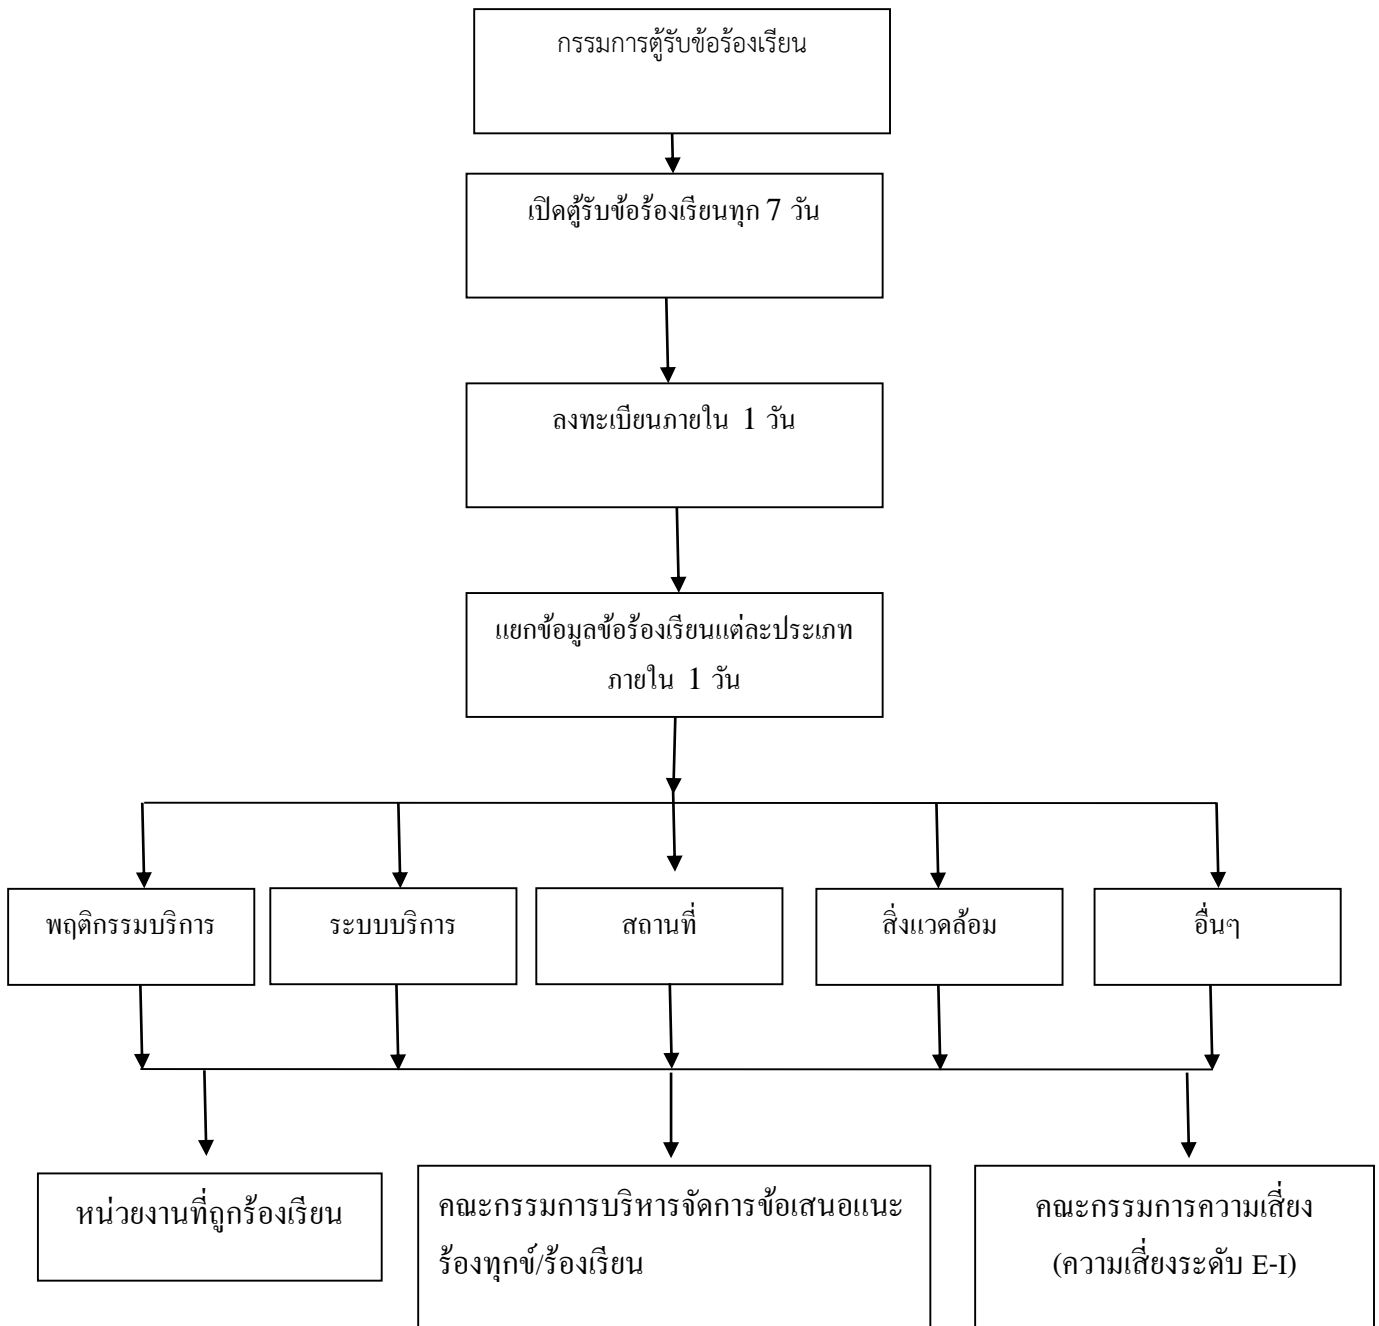 กรรมการตู้รับข้อร้องเรียน
เปิดตู้รับข้อร้องเรียนทุก 7 วัน
ลงทะเบียนภายใน 1 วัน
แยกข้อมูลข้อร้องเรียนแต่ละประเภท
ภายใน 1 วัน
พฤติกรรมบริการ
ระบบบริการ
สถานที่
สิ่งแวดล้อม
อื่นๆ
หน่วยงานที่ถูกร้องเรียน
คณะกรรมการบริหารจัดการข้อเสนอแนะ
ร้องทุกข์/ร้องเรียน
คณะกรรมการความเสี่ยง
(ความเสี่ยงระดับ E-I)